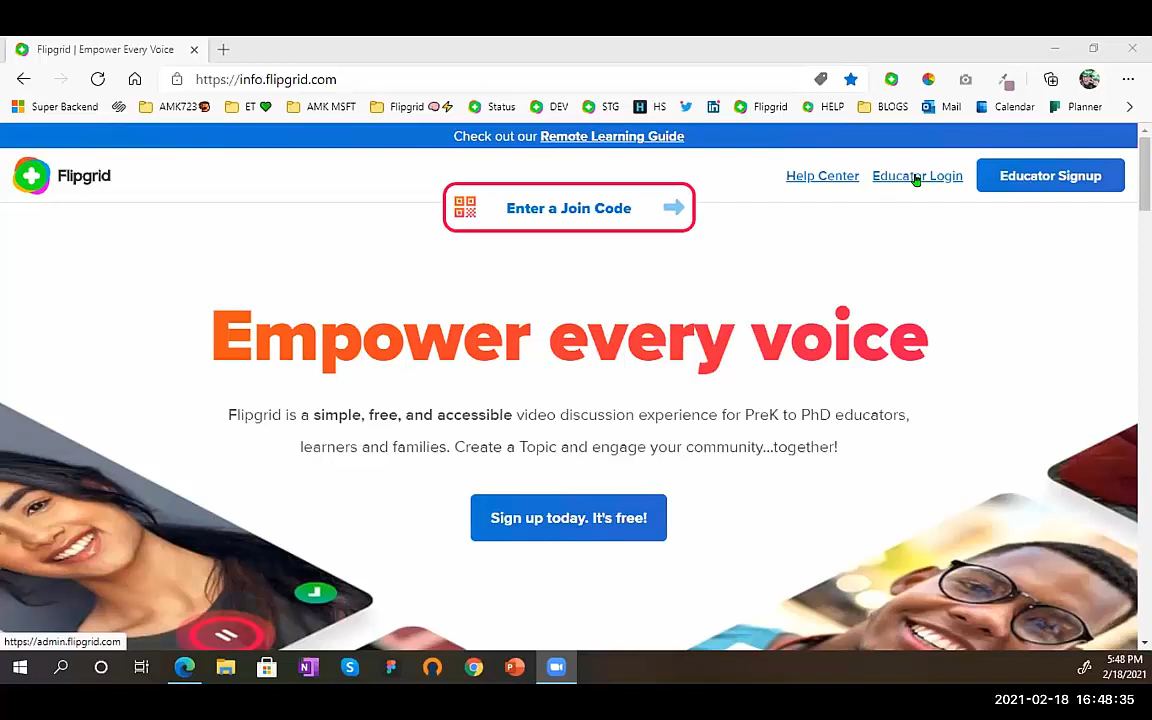 Flipgrid | Empower Every Voice
https://info.flipgrid.com
Super Backend AMK723 ET AMK MSFT Flipgrid Status DEV STG HS Flipgrid HELP BLOGS Mail Calendar Planner
Check out our Remote Learning Guide
Flipgrid
Help Center Educator Login Educator Signup
Enter a Join Code
Empower every voice
Flipgrid is a simple, free, and accessible video discussion experience for PreK to PhD educators,
learners and families. Create a Topic and engage your community...together!
Sign up today. It's free!
https://admin.flipgrid.com
5:48 PM
2/18/2021
2021-02-18 16:48:35